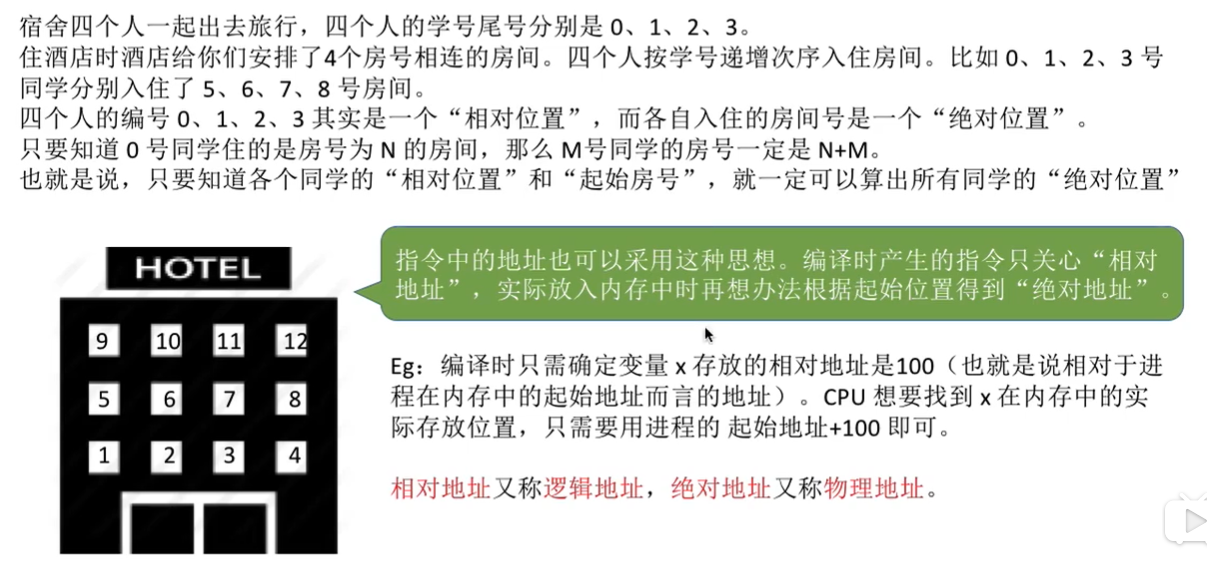 宿舍四个人一起出去旅行，四个人的学号尾号分别是 0、1、2、3。
住酒店时酒店给你们安排了4个房号相连的房间。四个人按学号递增次序入住房间。比如 0、1、2、3 号
同学分别入住了 5、6、7、8 号房间。
四个人的编号 0、1、2、3 其实是一个“相对位置”，而各自入住的房间号是一个“绝对位置”。
只要知道 0 号同学住的是房号为 N 的房间，那么 M号同学的房号一定是 N+M。
也就是说，只要知道各个同学的“相对位置”和“起始房号”，就一定可以算出所有同学的“绝对位置”
HOTEL
9 10 11 12
5 6 7 8
1 2 3 4
指令中的地址也可以采用这种思想。编译时产生的指令只关心“相对
地址”，实际放入内存中时再想办法根据起始位置得到“绝对地址”。
Eg：编译时只需确定变量 x 存放的相对地址是100（也就是说相对于进
程在内存中的起始地址而言的地址）。CPU 想要找到 x 在内存中的实
际存放位置，只需要用进程的 起始地址+100 即可。
相对地址又称逻辑地址，绝对地址又称物理地址。